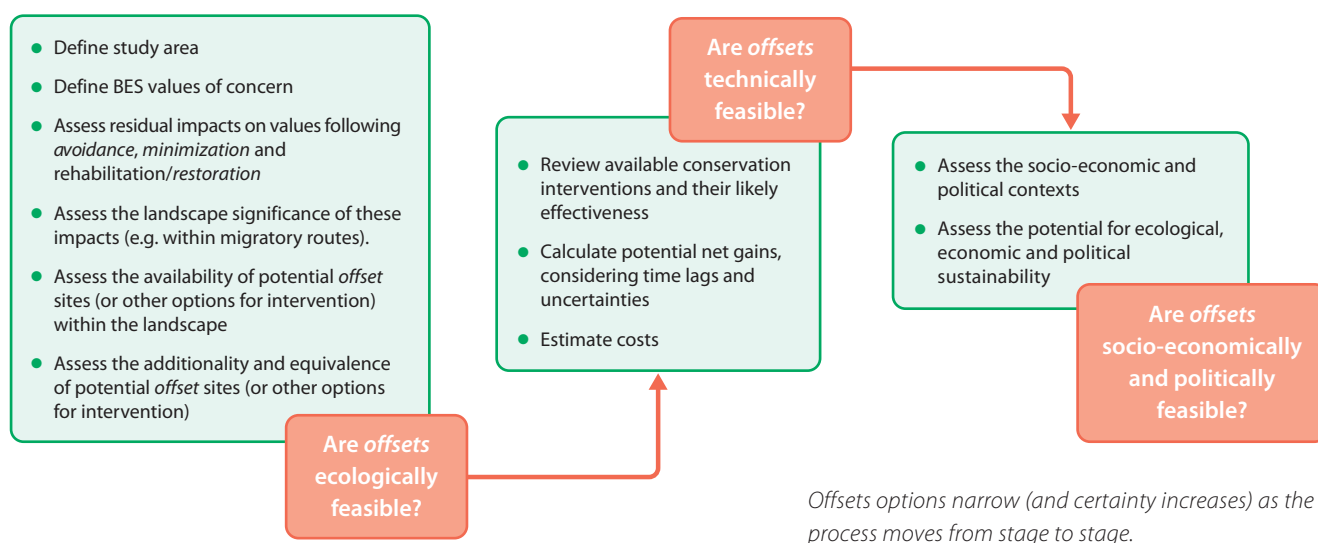 ● Define study area
● Define BES values of concern
● Assess residual impacts on values following
avoidance, minimization and
rehabilitation/restoration
● Assess the landscape significance of these
impacts (e.g. within migratory routes).
● Assess the availability of potential offset
sites (or other options for intervention)
within the landscape
● Assess the additionality and equivalence
of potential offset sites (or other options
for intervention)
Are offsets
ecologically
feasible?
● Review available conservation
interventions and their likely
effectiveness
● Calculate potential net gains,
considering time lags and
uncertainties
● Estimate costs
Are offsets
technically
feasible?
● Assess the socio-economic and
political contexts
● Assess the potential for ecological,
economic and political
sustainability
Are offsets
socio-economically
and politically
feasible?
Offsets options narrow (and certainty increases) as the
process moves from stage to stage.